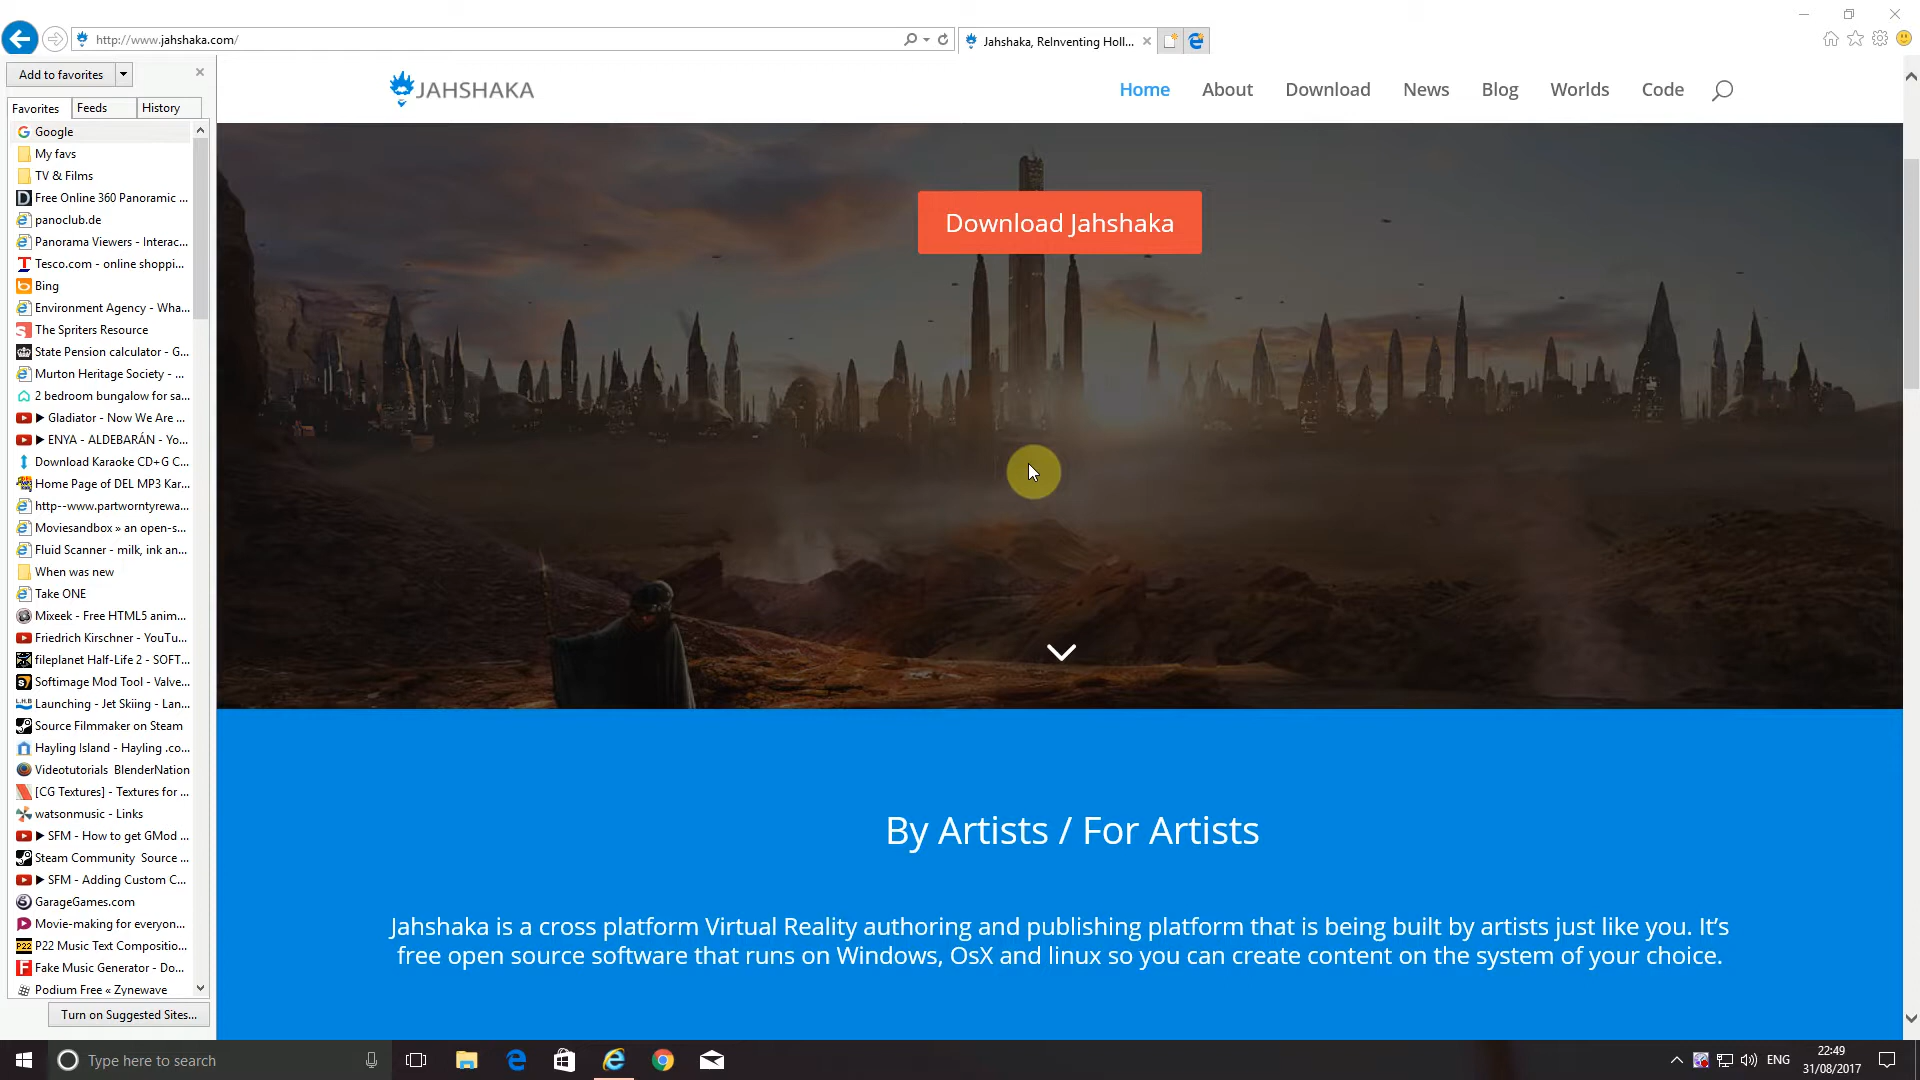 http://www.jahshaka.com/
Jahshaka, ReInventing Holl...
Add to favorites
Favorites
Feeds
History
Google
My favs
TV & Films
Free Online 360 Panoramic ...
panoclub.de
Panorama Viewers - Interac...
Tesco.com - online shoppi...
Bing
Environment Agency - Wha...
The Spriters Resource
State Pension calculator - G...
Murton Heritage Society - ...
2 bedroom bungalow for sa...
▶ Gladiator - Now We Are ...
▶ ENYA - ALDEBARÁN - Yo...
Download Karaoke CD+G C...
Home Page of DEL MP3 Kar...
http--www.partworntyrewa...
Moviesandbox » an open-s...
Fluid Scanner - milk, ink an...
When was new
Take ONE
Mixeek - Free HTML5 anim...
Friedrich Kirschner - YouTu...
fileplanet Half-Life 2 - SOFT...
Softimage Mod Tool - Valve...
Launching - Jet Skiing - Lan...
Source Filmmaker on Steam
Hayling Island - Hayling .co...
Videotutorials  BlenderNation
[CG Textures] - Textures for ...
watsonmusic - Links
▶ SFM - How to get GMod ...
Steam Community  Source ...
▶ SFM - Adding Custom C...
GarageGames.com
Movie-making for everyon...
P22 Music Text Compositio...
Fake Music Generator - Do...
Podium Free « Zynewave
Turn on Suggested Sites...
JAHSHAKA
Home
About
Download
News
Blog
Worlds
Code
Download Jahshaka
By Artists / For Artists
Jahshaka is a cross platform Virtual Reality authoring and publishing platform that is being built by artists just like you. It’s
free open source software that runs on Windows, OsX and linux so you can create content on the system of your choice.
Type here to search
ENG
22:49
31/08/2017